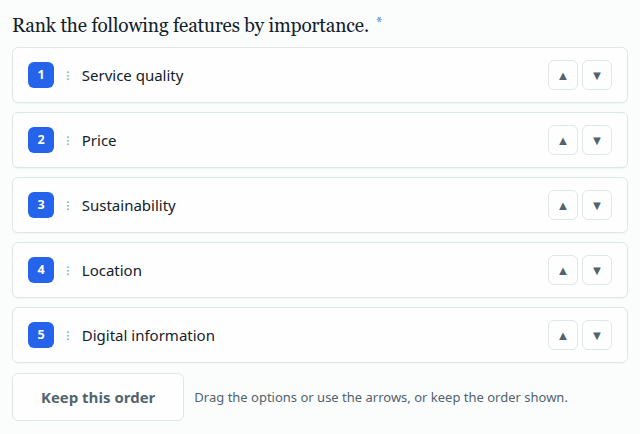 Rank the following features by importance. *
1 Service quality ▲ ▼
2 Price ▲ ▼
3 Sustainability ▲ ▼
4 Location ▲ ▼
5 Digital information ▲ ▼
Keep this order Drag the options or use the arrows, or keep the order shown.